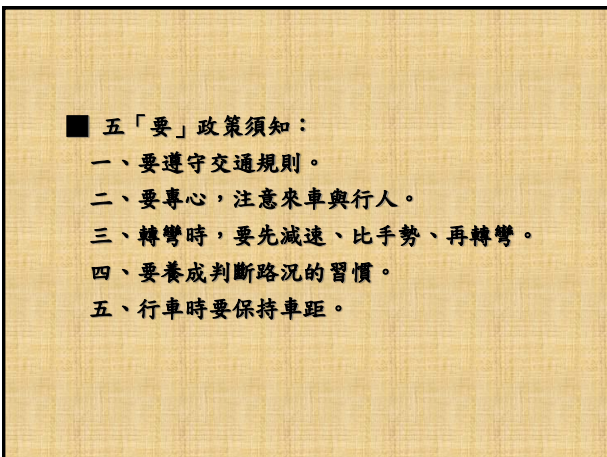 ■ 五「要」政策須知：
一、要遵守交通規則。
二、要專心，注意來車與行人。
三、轉彎時，要先減速、比手勢、再轉彎。
四、要養成判斷路況的習慣。
五、行車時要保持車距。